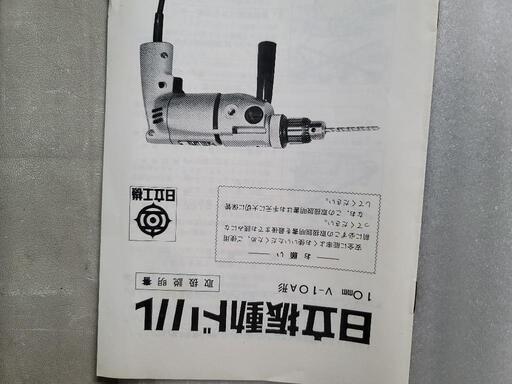 日立振動ドリル
10mm V-10A形
取扱説明書
お願い
安全に能率よくお使いいただくため、ご使用
前に必ずこの取扱説明書を最後までお読みにな
ってください。
なお、この取扱説明書はお手元に大切に保管
してください。
日立工機